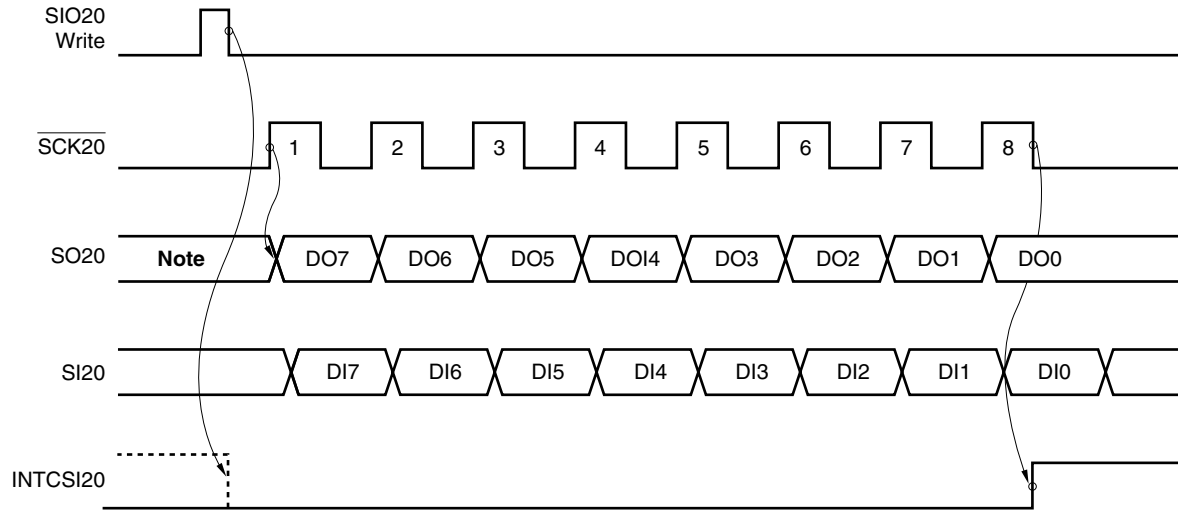 SIO20
Write
SCK20
1 2 3 4 5 6 7 8
SO20 Note DO7 DO6 DO5 DOI4 DO3 DO2 DO1 DO0
SI20 DI7 DI6 DI5 DI4 DI3 DI2 DI1 DI0
INTCSI20